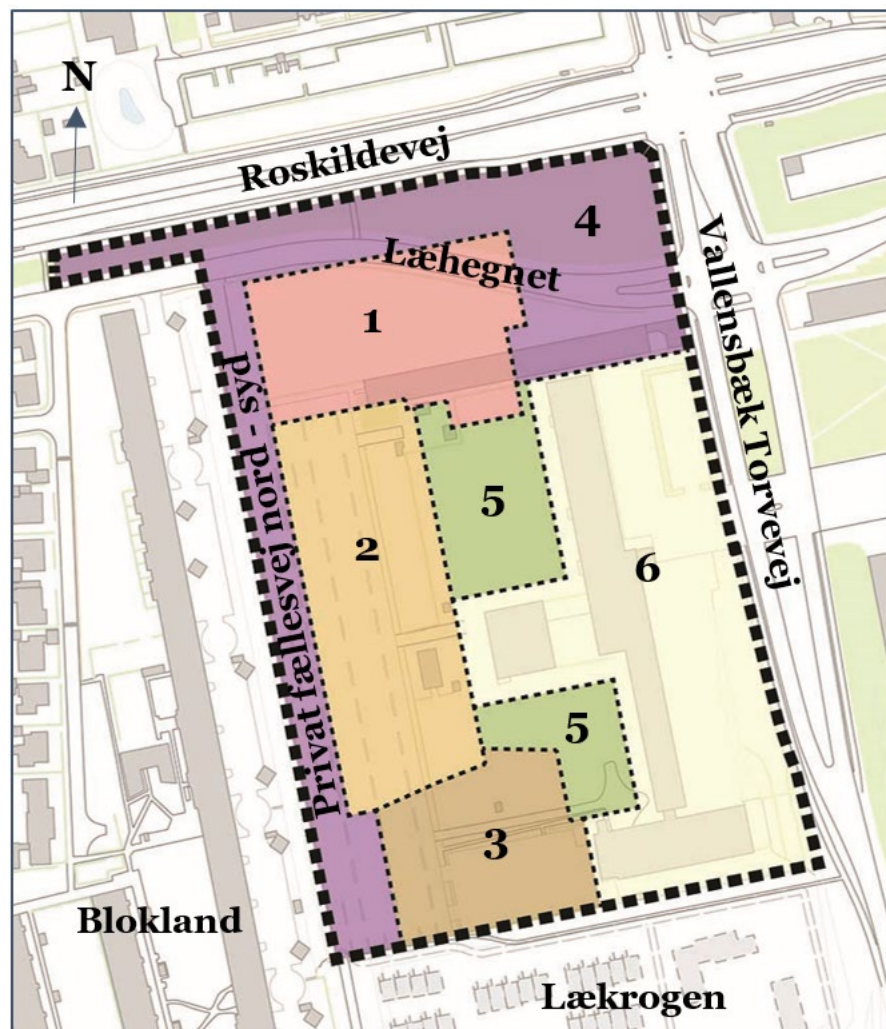 N
Roskildevej
4
Læhegnet
Vallensbæk Torvevej
1
Privat fællesvej nord - syd
5
2
6
5
3
Blokland
Lækrogen